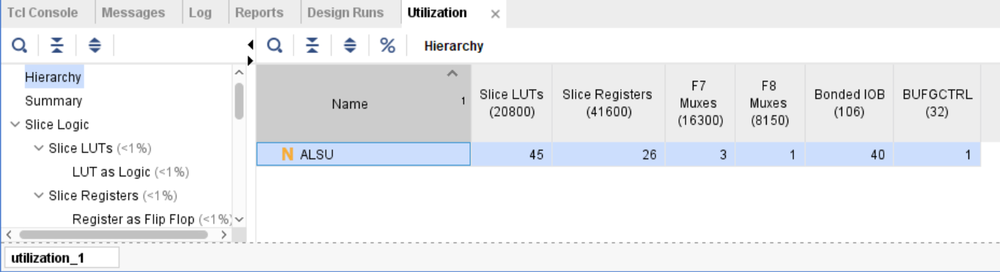 Tcl Console Messages Log Reports Design Runs Utilization ×
% Hierarchy
Hierarchy
Summary
Slice Logic
Slice LUTs (<1%)
LUT as Logic (<1%)
Slice Registers (<1%)
Register as Flip Flop (<1%)
Name 1
Slice LUTs
(20800)
Slice Registers
(41600)
F7
Muxes
(16300)
F8
Muxes
(8150)
Bonded IOB
(106)
BUFGCTRL
(32)
N ALSU 45 26 3 1 40 1
utilization_1